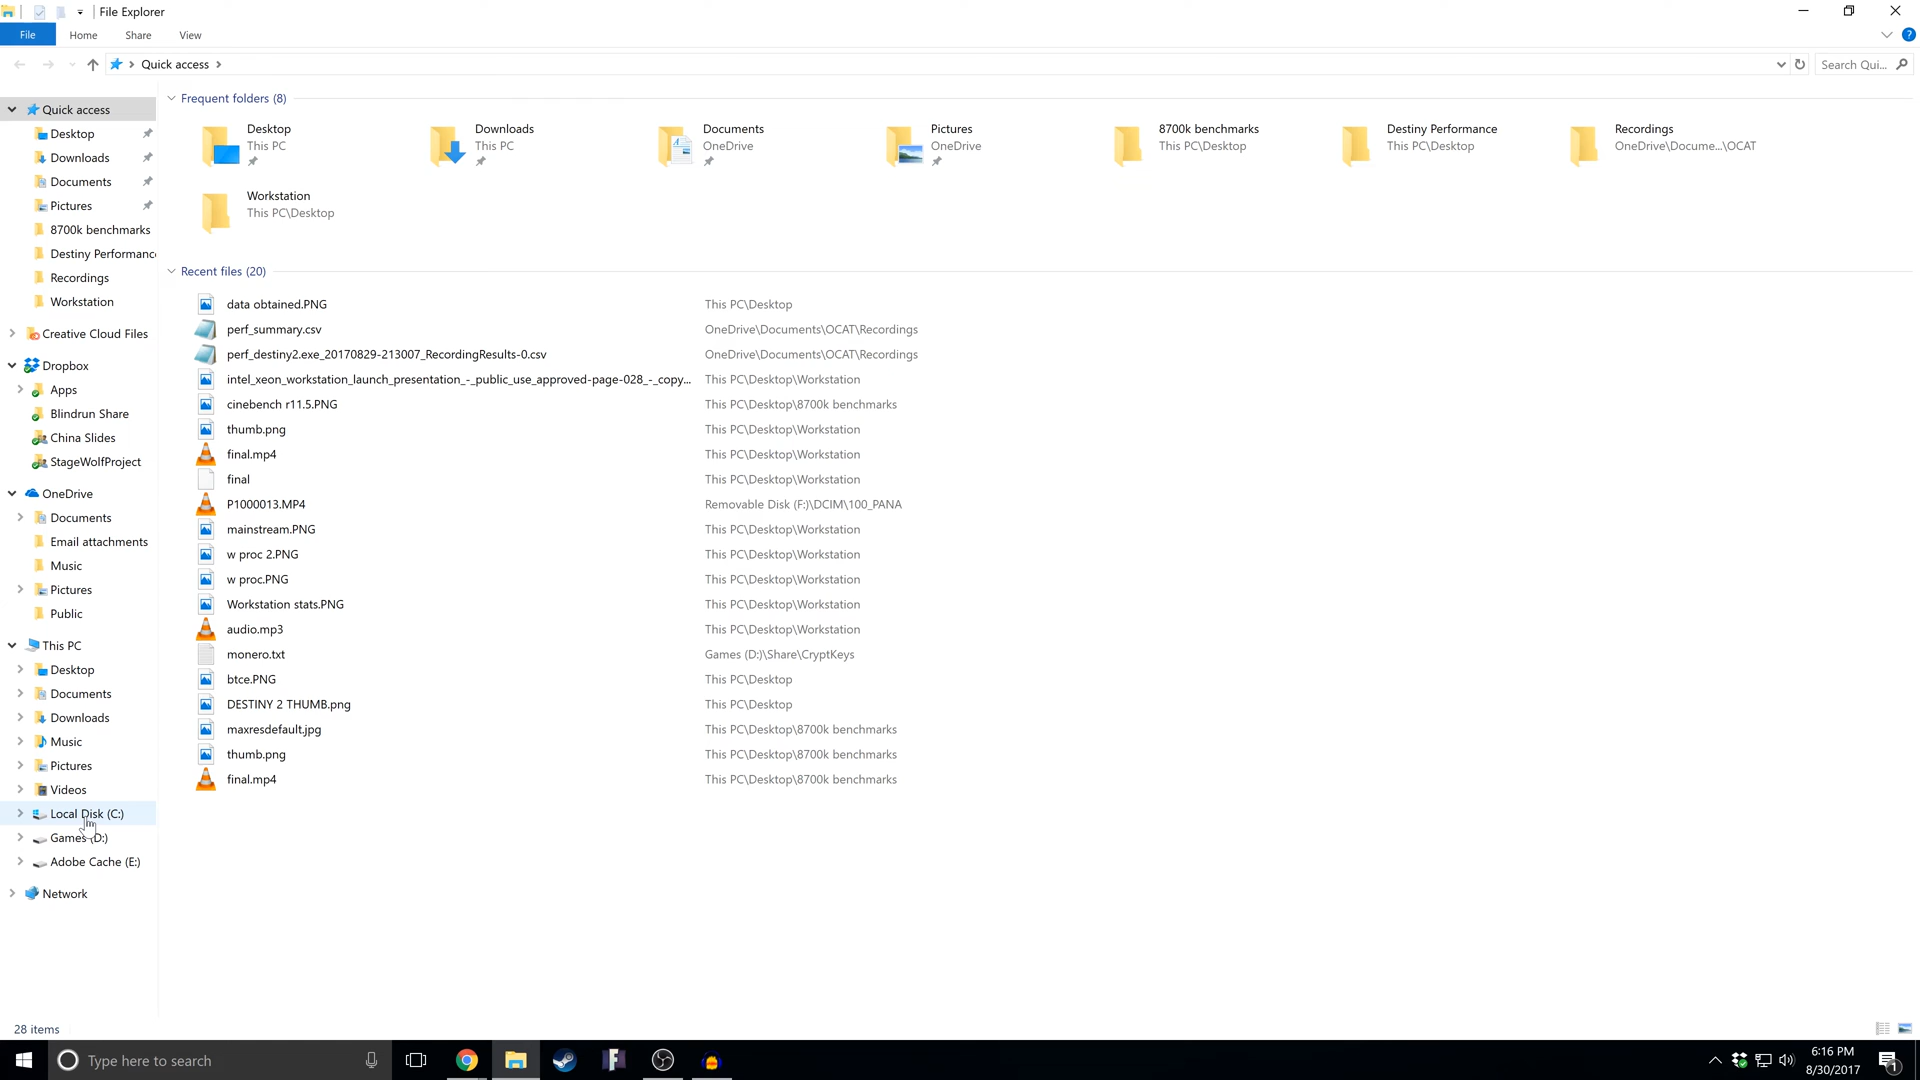 File Explorer
File Home Share View
Quick access
Search Qui...
Quick access
Desktop
Downloads
Documents
Pictures
8700k benchmarks
Destiny Performanc
Recordings
Workstation
Creative Cloud Files
Dropbox
Apps
Blindrun Share
China Slides
StageWolfProject
OneDrive
Documents
Email attachments
Music
Pictures
Public
This PC
Desktop
Documents
Downloads
Music
Pictures
Videos
Local Disk (C:)
Games (D:)
Adobe Cache (E:)
Network
Frequent folders (8)
Desktop
This PC
Downloads
This PC
Documents
OneDrive
Pictures
OneDrive
8700k benchmarks
This PC\Desktop
Destiny Performance
This PC\Desktop
Recordings
OneDrive\Docume...\OCAT
Workstation
This PC\Desktop
Recent files (20)
data obtained.PNG This PC\Desktop
perf_summary.csv OneDrive\Documents\OCAT\Recordings
perf_destiny2.exe_20170829-213007_RecordingResults-0.csv OneDrive\Documents\OCAT\Recordings
intel_xeon_workstation_launch_presentation_-_public_use_approved-page-028_-_copy... This PC\Desktop\Workstation
cinebench r11.5.PNG This PC\Desktop\8700k benchmarks
thumb.png This PC\Desktop\Workstation
final.mp4 This PC\Desktop\Workstation
final This PC\Desktop\Workstation
P1000013.MP4 Removable Disk (F:)\DCIM\100_PANA
mainstream.PNG This PC\Desktop\Workstation
w proc 2.PNG This PC\Desktop\Workstation
w proc.PNG This PC\Desktop\Workstation
Workstation stats.PNG This PC\Desktop\Workstation
audio.mp3 This PC\Desktop\Workstation
monero.txt Games (D:)\Share\CryptKeys
btce.PNG This PC\Desktop
DESTINY 2 THUMB.png This PC\Desktop
maxresdefault.jpg This PC\Desktop\8700k benchmarks
thumb.png This PC\Desktop\8700k benchmarks
final.mp4 This PC\Desktop\8700k benchmarks
28 items
Type here to search
6:16 PM
8/30/2017
1